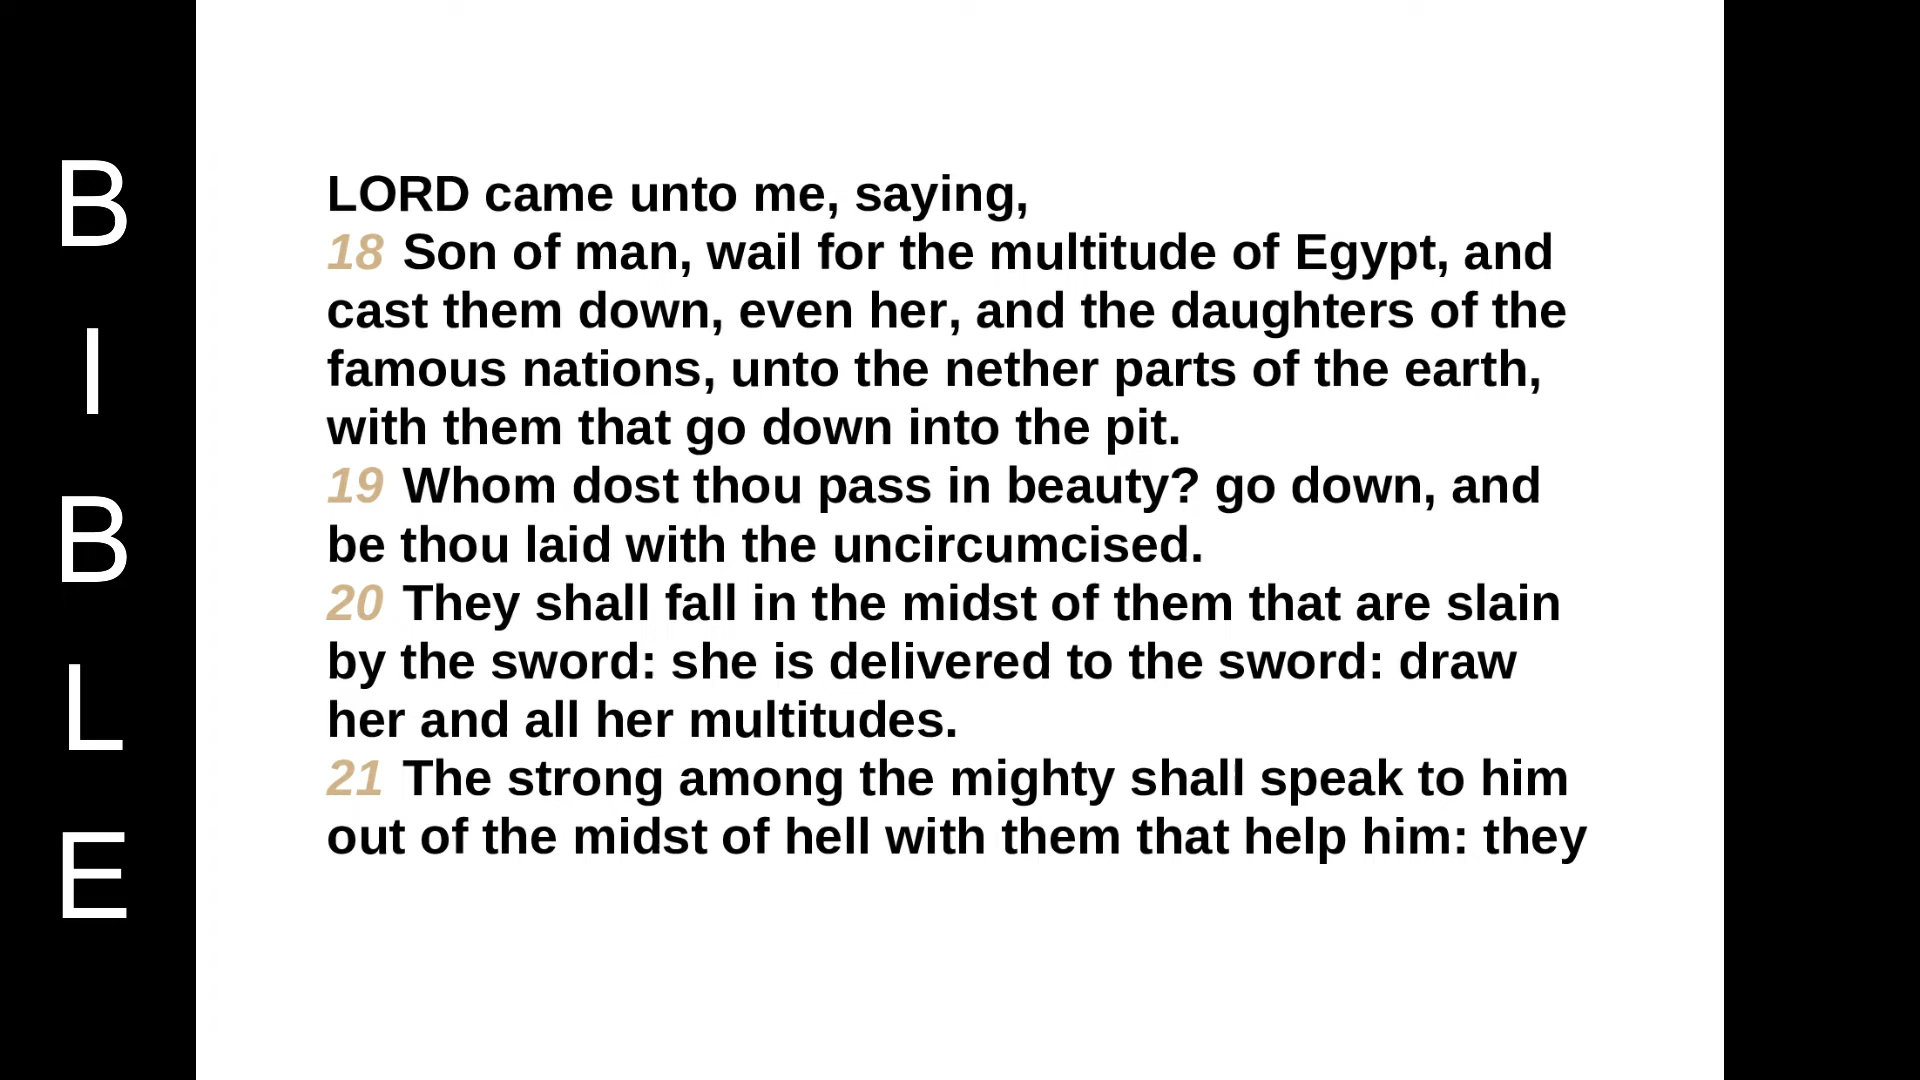 BIBLE
LORD came unto me, saying,
18 Son of man, wail for the multitude of Egypt, and
cast them down, even her, and the daughters of the
famous nations, unto the nether parts of the earth,
with them that go down into the pit.
19 Whom dost thou pass in beauty? go down, and
be thou laid with the uncircumcised.
20 They shall fall in the midst of them that are slain
by the sword: she is delivered to the sword: draw
her and all her multitudes.
21 The strong among the mighty shall speak to him
out of the midst of hell with them that help him: they